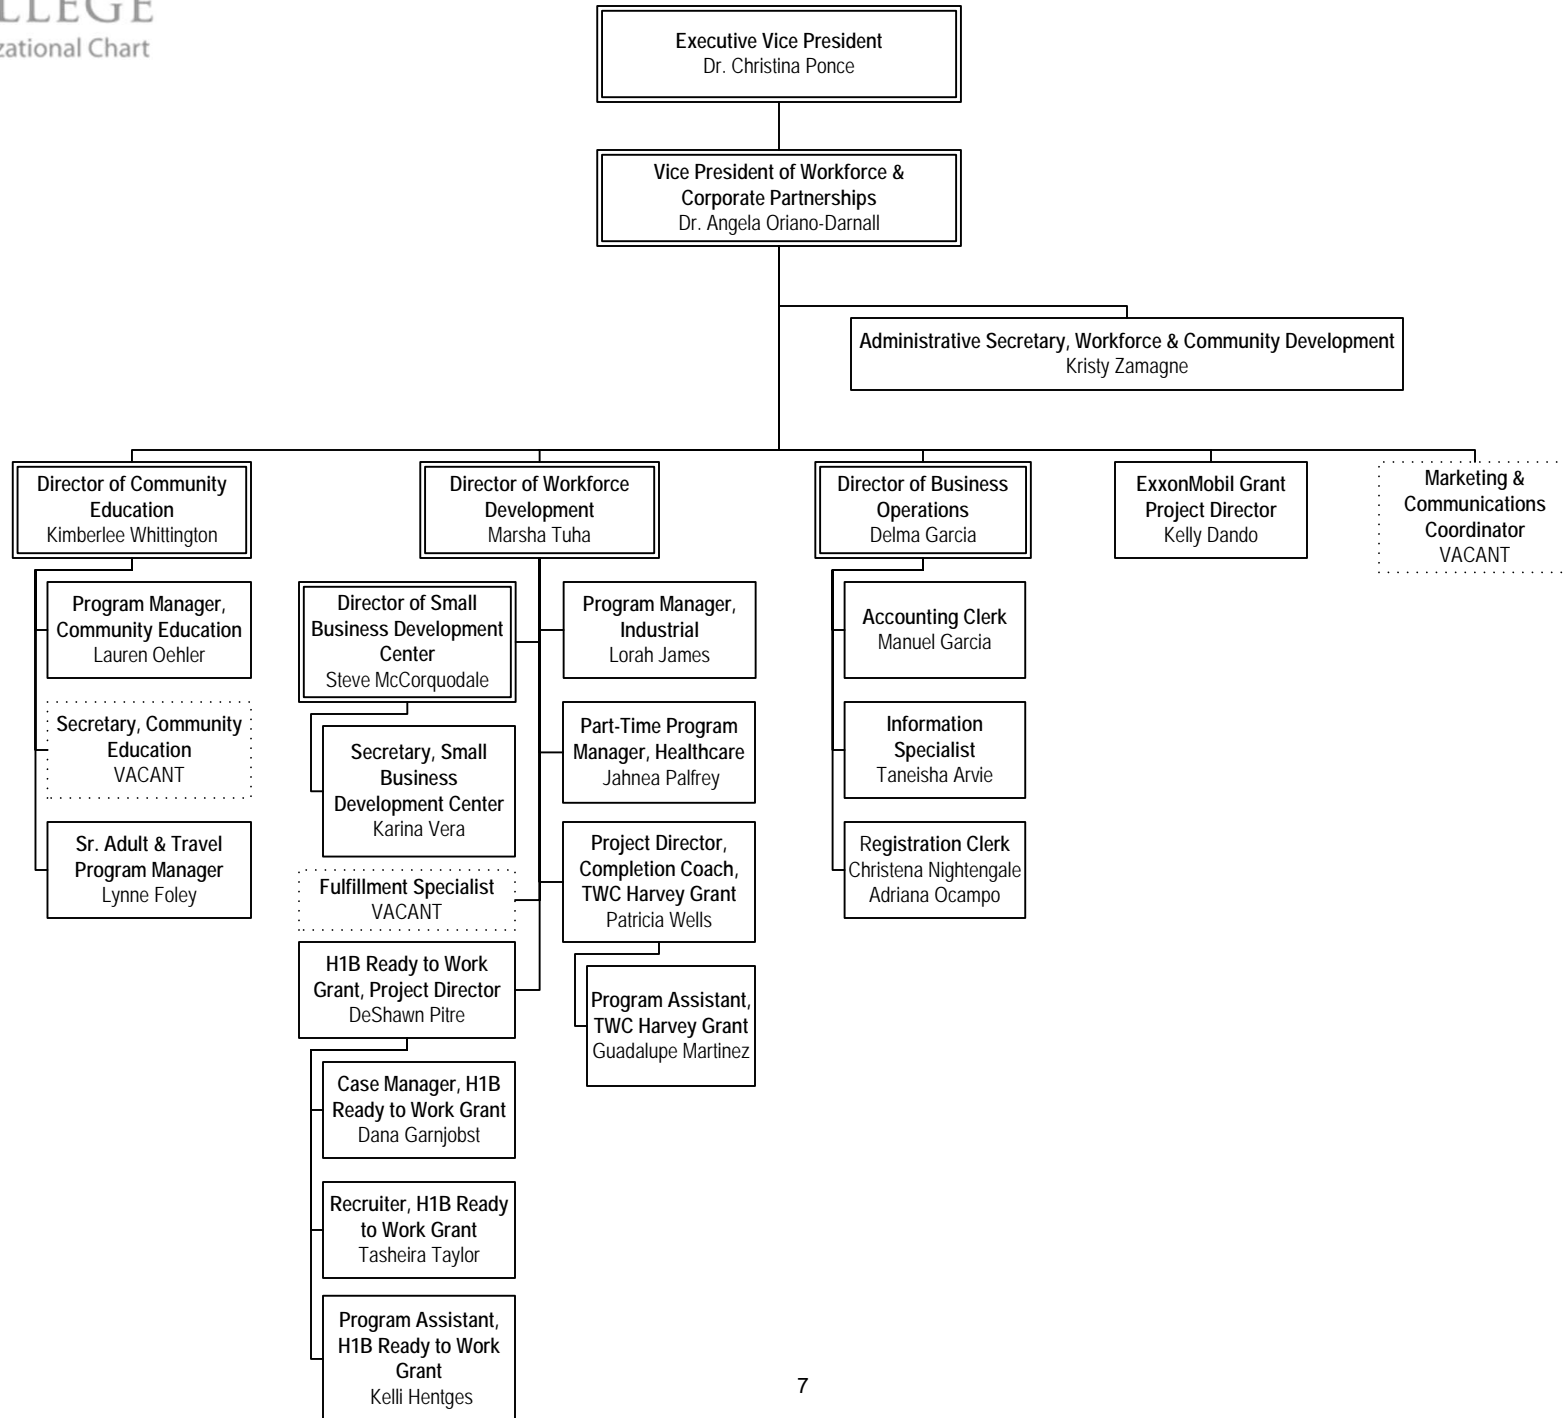 LLEGE
zational Chart
Executive Vice President
Dr. Christina Ponce
Vice President of Workforce &
Corporate Partnerships
Dr. Angela Oriano-Darnall
Administrative Secretary, Workforce & Community Development
Kristy Zamagne
Director of Community
Education
Kimberlee Whittington
Director of Workforce
Development
Marsha Tuha
Director of Business
Operations
Delma Garcia
ExxonMobil Grant
Project Director
Kelly Dando
Marketing &
Communications
Coordinator
VACANT
Program Manager,
Community Education
Lauren Oehler
Secretary, Community
Education
VACANT
Sr. Adult & Travel
Program Manager
Lynne Foley
Director of Small
Business Development
Center
Steve McCorquodale
Secretary, Small
Business
Development Center
Karina Vera
Fulfillment Specialist
VACANT
H1B Ready to Work
Grant, Project Director
DeShawn Pitre
Case Manager, H1B
Ready to Work Grant
Dana Garnjobst
Recruiter, H1B Ready
to Work Grant
Tasheira Taylor
Program Assistant,
H1B Ready to Work
Grant
Kelli Hentges
Program Manager,
Industrial
Lorah James
Part-Time Program
Manager, Healthcare
Jahnea Palfrey
Project Director,
Completion Coach,
TWC Harvey Grant
Patricia Wells
Program Assistant,
TWC Harvey Grant
Guadalupe Martinez
Accounting Clerk
Manuel Garcia
Information
Specialist
Taneisha Arvie
Registration Clerk
Christena Nightengale
Adriana Ocampo
7